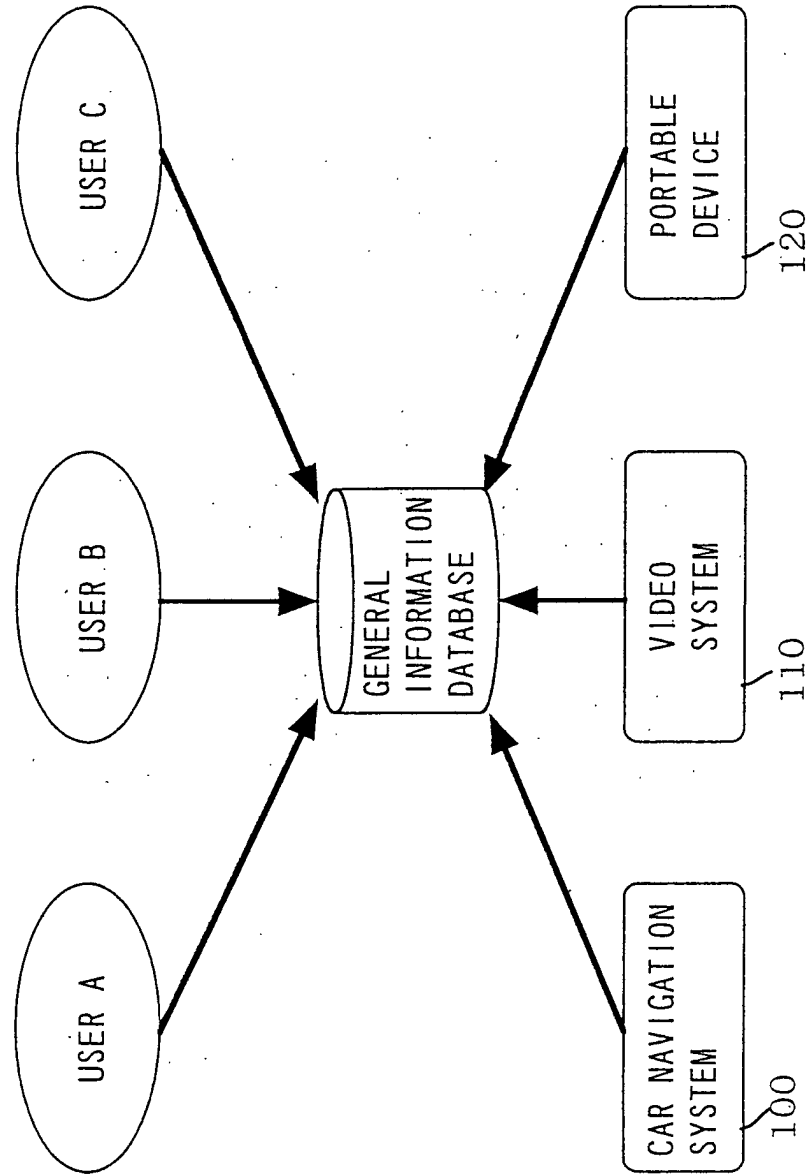 USER A
USER B
USER C
GENERAL
INFORMATION
DATABASE
CAR NAVIGATION
SYSTEM
100
VIDEO
SYSTEM
110
PORTABLE
DEVICE
120